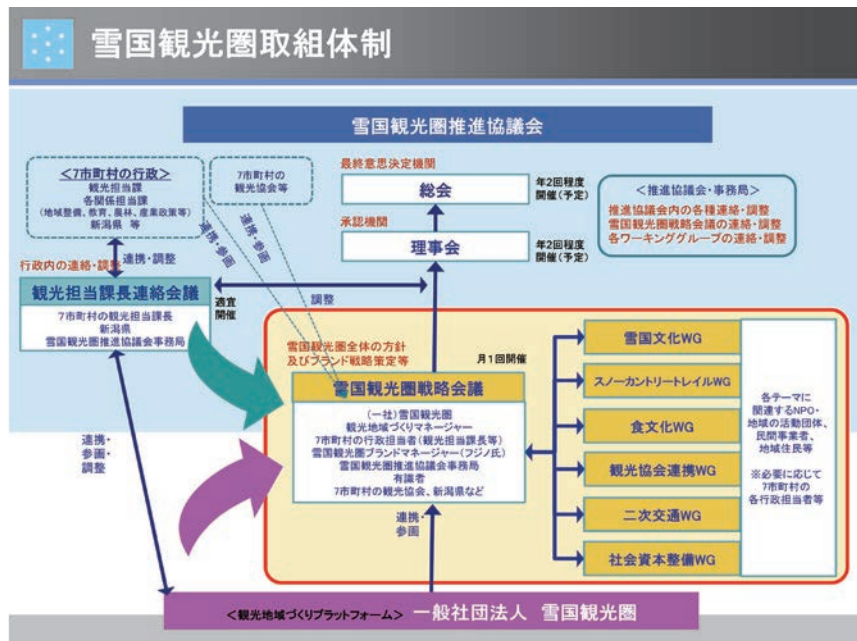 雪国観光圏取組体制
雪国観光圏推進協議会
<7市町村の行政>
観光担当課
各関係担当課
(地域整備、教育、農林、産業政策等)
新潟県 等
7市町村の
観光協会等
最終意思決定機関
総会
年2回程度
開催(予定)
承認機関
理事会
年2回程度
開催(予定)
<推進協議会・事務局>
推進協議会内の各種連絡・調整
雪国観光圏戦略会議の連絡・調整
各ワーキンググループの連絡・調整
連携・参画
連携・参画
行政内の連絡・調整
連携・調整
観光担当課長連絡会議
7市町村の観光担当課長
新潟県
雪国観光圏推進協議会事務局
適宜
開催
調整
雪国観光圏全体の方針
及びブランド戦略策定等
月1回開催
雪国観光圏戦略会議
(一社)雪国観光圏
観光地域づくりマネージャー
7市町村の行政担当者(観光担当課長等)
雪国観光圏ブランドマネージャー(フジノ氏)
雪国観光圏推進協議会事務局
有識者
7市町村の観光協会、新潟県など
雪国文化WG
スノーカントリートレイルWG
食文化WG
観光協会連携WG
二次交通WG
社会資本整備WG
各テーマに
関連するNPO・
地域の活動団体、
民間事業者、
地域住民等
※必要に応じて
7市町村の
各行政担当者等
連携・
参画・
調整
連携・
参画
<観光地域づくりプラットフォーム> 一般社団法人 雪国観光圏